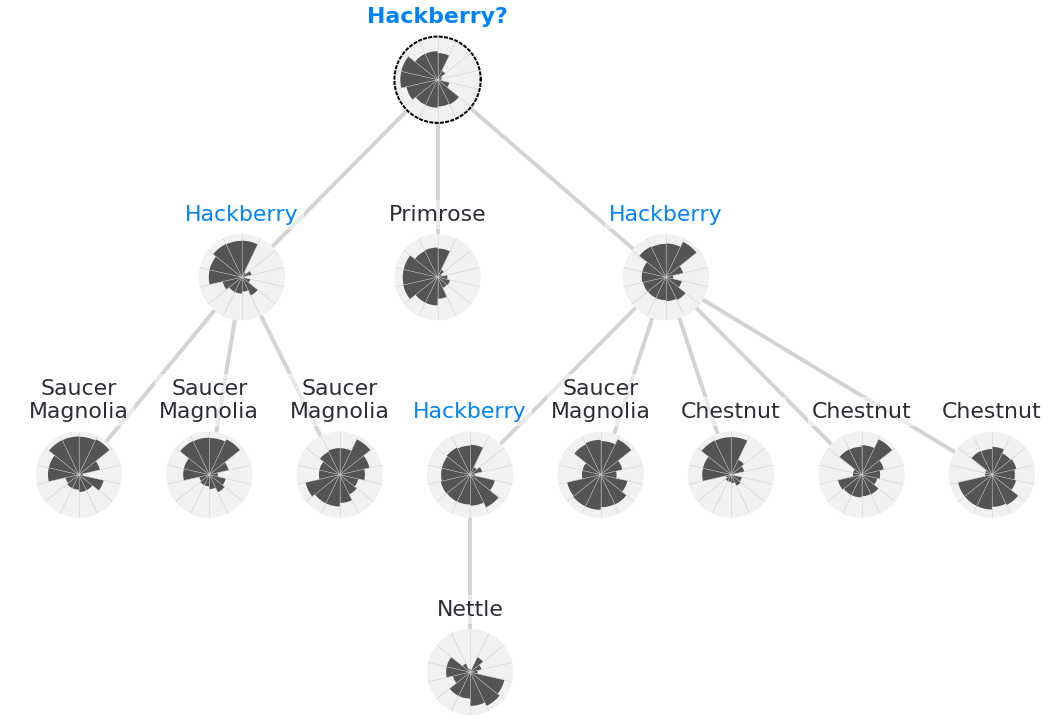 Hackberry?
Hackberry
Primrose
Hackberry
Saucer
Magnolia
Saucer
Magnolia
Saucer
Magnolia
Hackberry
Saucer
Magnolia
Chestnut
Chestnut
Chestnut
Nettle